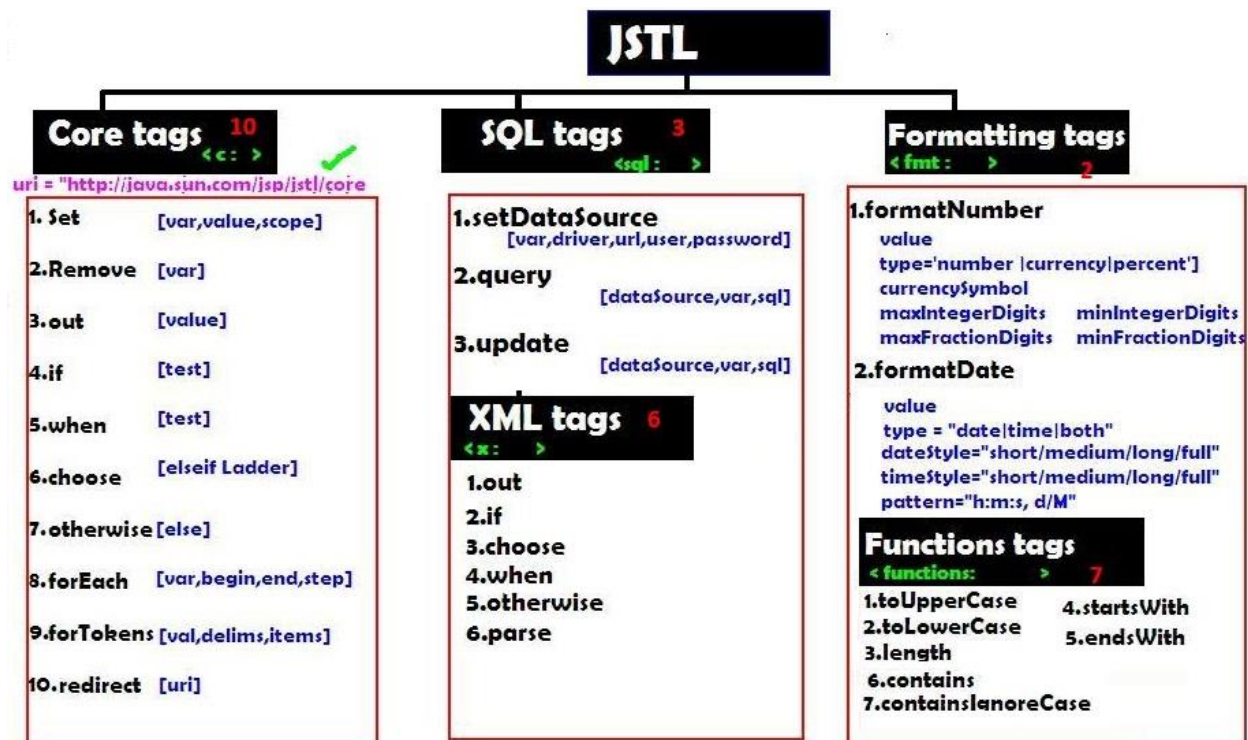 JSTL
Core tags 10
<c: >
uri = "http://java.sun.com/jsp/jstl/core
1. Set [var,value,scope]
2.Remove [var]
3.out [value]
4.if [test]
5.when [test]
6.choose [elseif Ladder]
7.otherwise [else]
8.forEach [var,begin,end,step]
9.forTokens [val,delims,items]
10.redirect [uri]
SQL tags 3
<sql : >
1.setDataSource
[var,driver,url,user,password]
2.query
[dataSource,var,sql]
3.update
[dataSource,var,sql]
XML tags 6
<x: >
1.out
2.if
3.choose
4.when
5.otherwise
6.parse
Formatting tags
< fmt : > 2
1.formatNumber
value
type='number |currency|percent']
currencySymbol
maxIntegerDigits minIntegerDigits
maxFractionDigits minFractionDigits
2.formatDate
value
type = "date|time|both"
dateStyle="short/medium/long/full"
timeStyle="short/medium/long/full"
pattern="h:m:s, d/M"
Functions tags
< functions: > 7
1.toUpperCase 4.startsWith
2.toLowerCase 5.endsWith
3.length
6.contains
7.containsIanoreCase